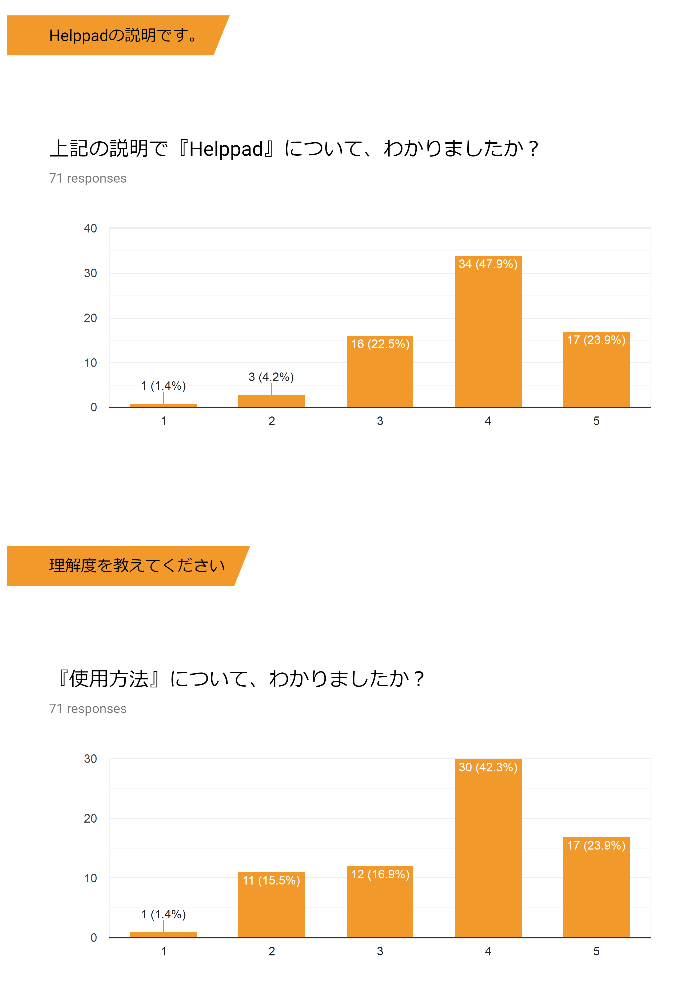 Helppadの説明です。
上記の説明で『Helppad』について、わかりましたか？
71 responses
40
30
20
10
0
1 (1.4%)
3 (4.2%)
16 (22.5%)
34 (47.9%)
17 (23.9%)
1 2 3 4 5
理解度を教えてください
『使用方法』について、わかりましたか？
71 responses
30
20
10
0
1 (1.4%)
11 (15.5%)
12 (16.9%)
30 (42.3%)
17 (23.9%)
1 2 3 4 5